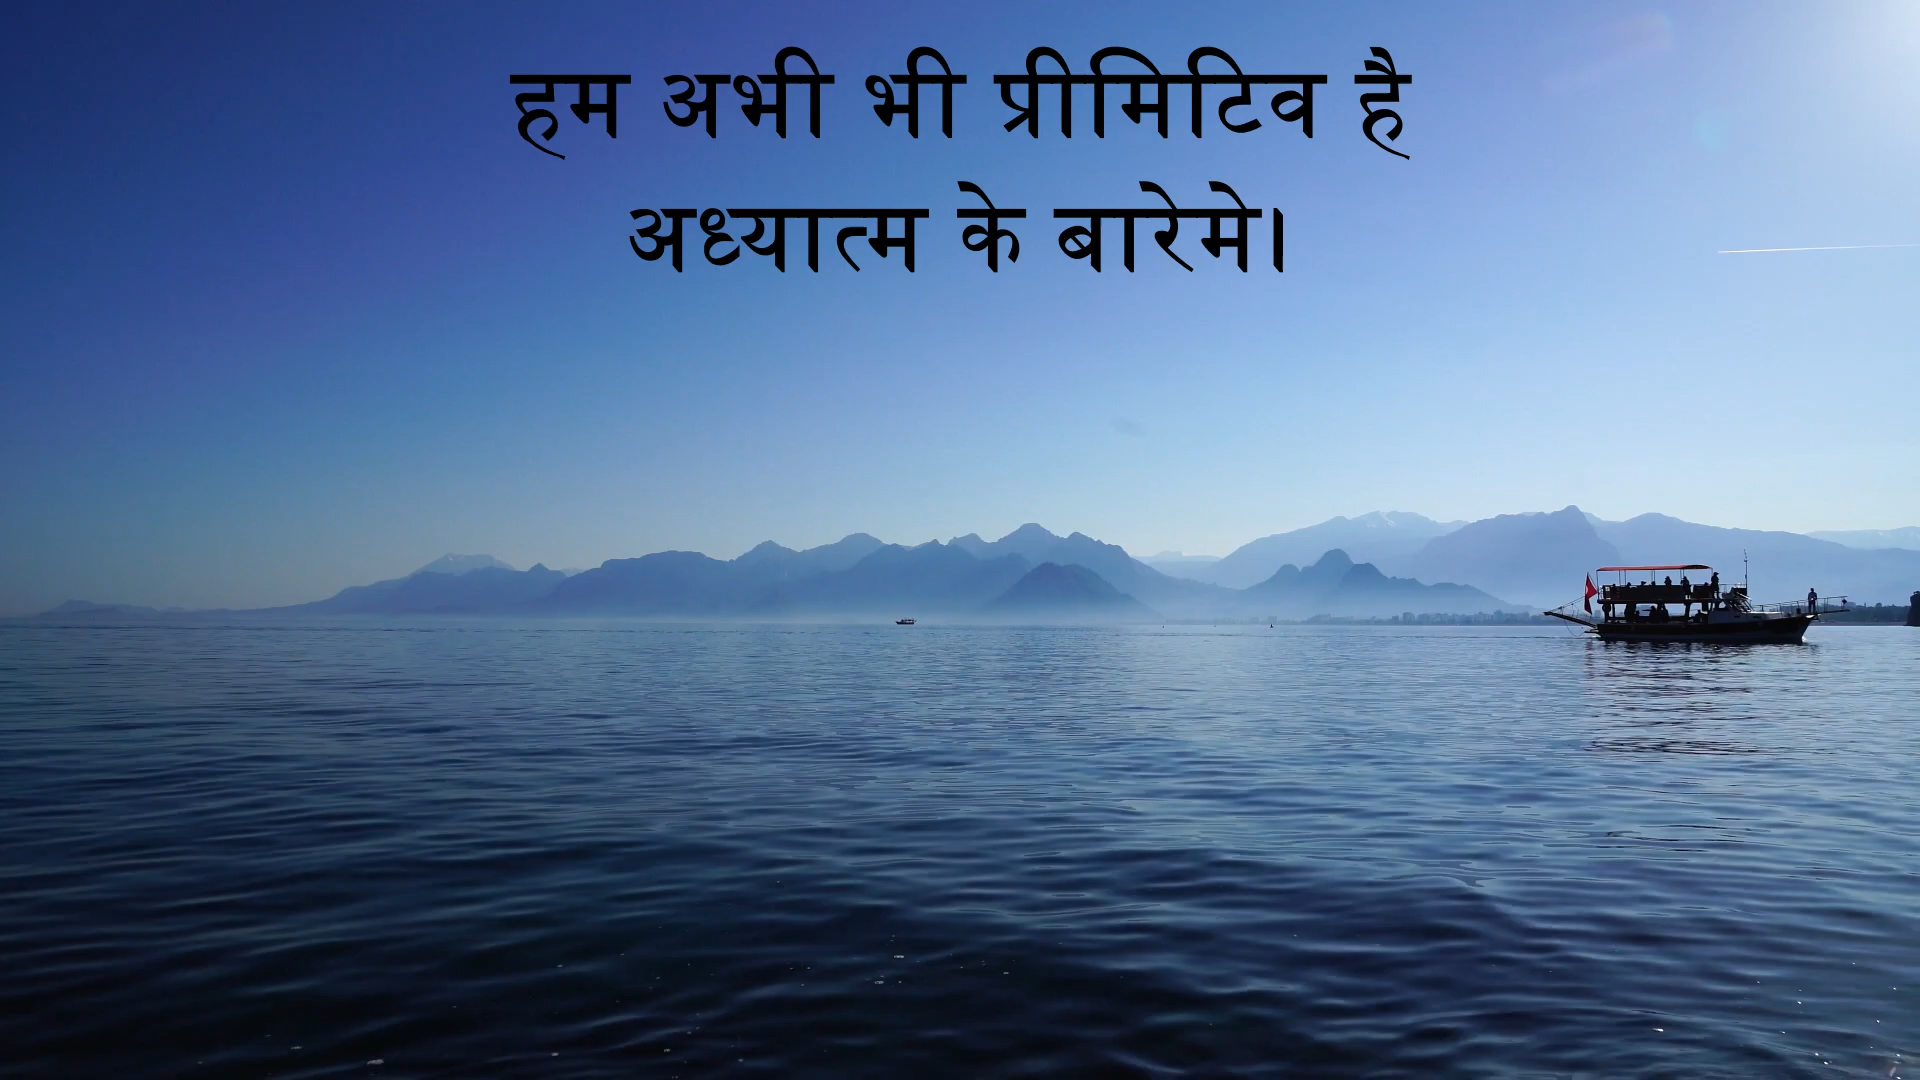 हम अभी भी प्रीमिटिव है
अध्यात्म के बारेमे।